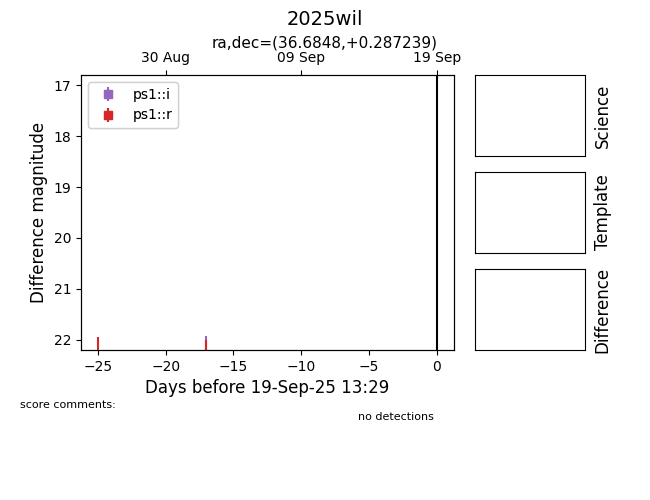 2025wil
ra,dec=(36.6848,+0.287239)
30 Aug 09 Sep 19 Sep
17
18
19
20
21
22
Difference magnitude
ps1::i
ps1::r
−25 −20 −15 −10 −5 0
Days before 19-Sep-25 13:29
Science
Template
Difference
score comments:
no detections